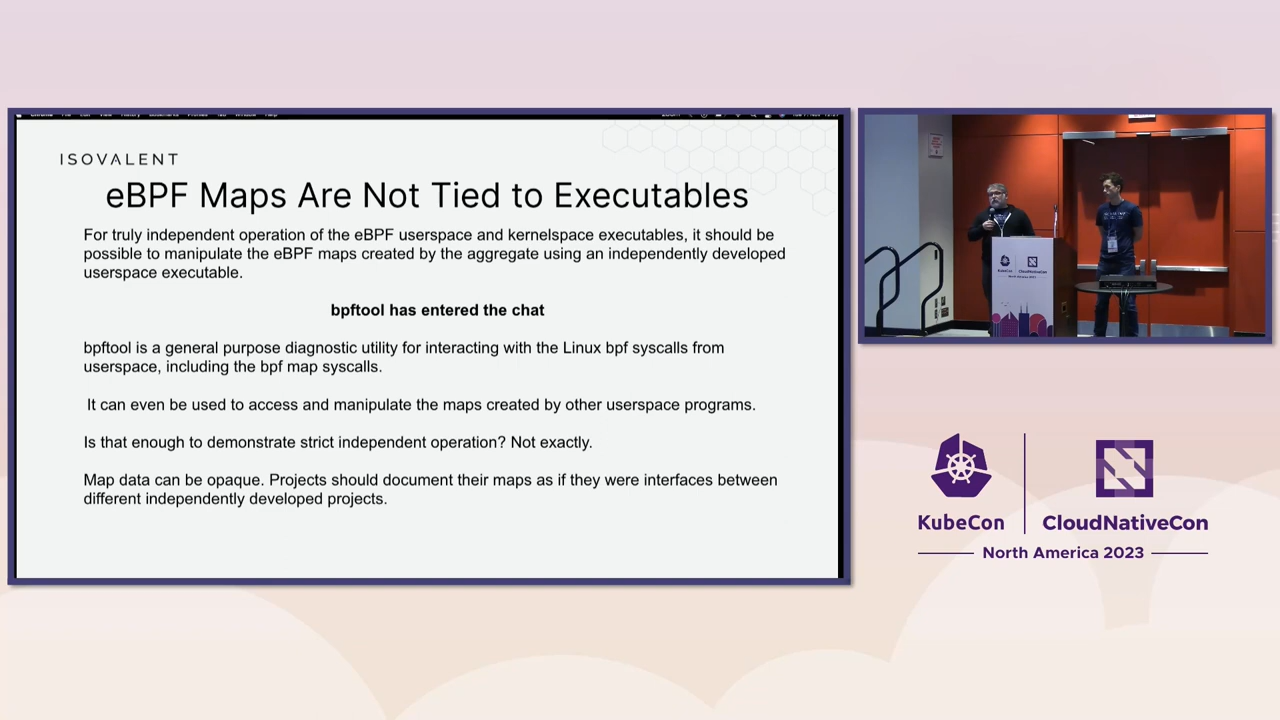 ISOVALENT
eBPF Maps Are Not Tied to Executables
For truly independent operation of the eBPF userspace and kernelspace executables, it should be
possible to manipulate the eBPF maps created by the aggregate using an independently developed
userspace executable.
bpftool has entered the chat
bpftool is a general purpose diagnostic utility for interacting with the Linux bpf syscalls from
userspace, including the bpf map syscalls.
It can even be used to access and manipulate the maps created by other userspace programs.
Is that enough to demonstrate strict independent operation? Not exactly.
Map data can be opaque. Projects should document their maps as if they were interfaces between
different independently developed projects.
KubeCon
CloudNativeCon
North America 2023